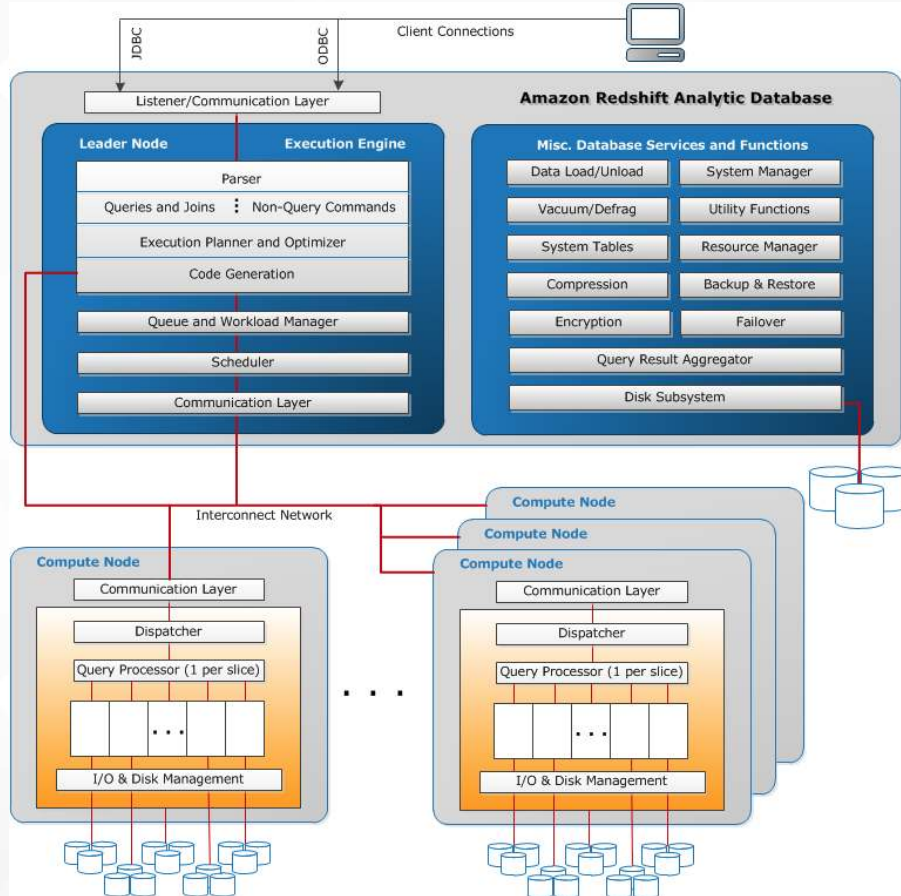 Client Connections
JDBC
ODBC
Listener/Communication Layer
Amazon Redshift Analytic Database
Leader Node
Execution Engine
Parser
Queries and Joins
Non-Query Commands
Execution Planner and Optimizer
Code Generation
Queue and Workload Manager
Scheduler
Communication Layer
Misc. Database Services and Functions
Data Load/Unload
System Manager
Vacuum/Defrag
Utility Functions
System Tables
Resource Manager
Compression
Backup & Restore
Encryption
Failover
Query Result Aggregator
Disk Subsystem
Interconnect Network
Compute Node
Communication Layer
Dispatcher
Query Processor (1 per slice)
...
I/O & Disk Management
. . .
Compute Node
Compute Node
Compute Node
Communication Layer
Dispatcher
Query Processor (1 per slice)
...
I/O & Disk Management